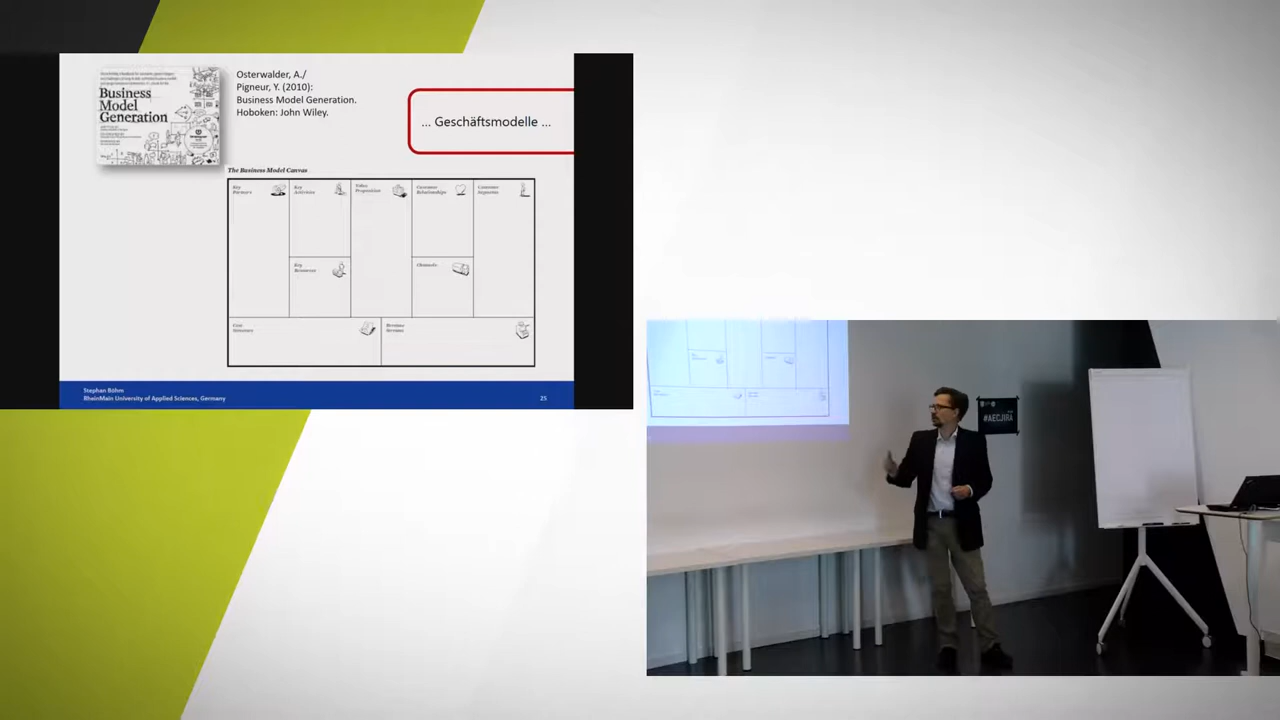 Business
Model
Generation
Osterwalder, A./
Pigneur, Y. (2010):
Business Model Generation.
Hoboken: John Wiley.
... Geschäftsmodelle ...
The Business Model Canvas
Key
Partners
Key
Activities
Value
Proposition
Customer
Relationships
Customer
Segments
Key
Resources
Channels
Cost
Structure
Revenue
Streams
Stephan Böhm
RheinMain University of Applied Sciences, Germany
25
#AECJIRA